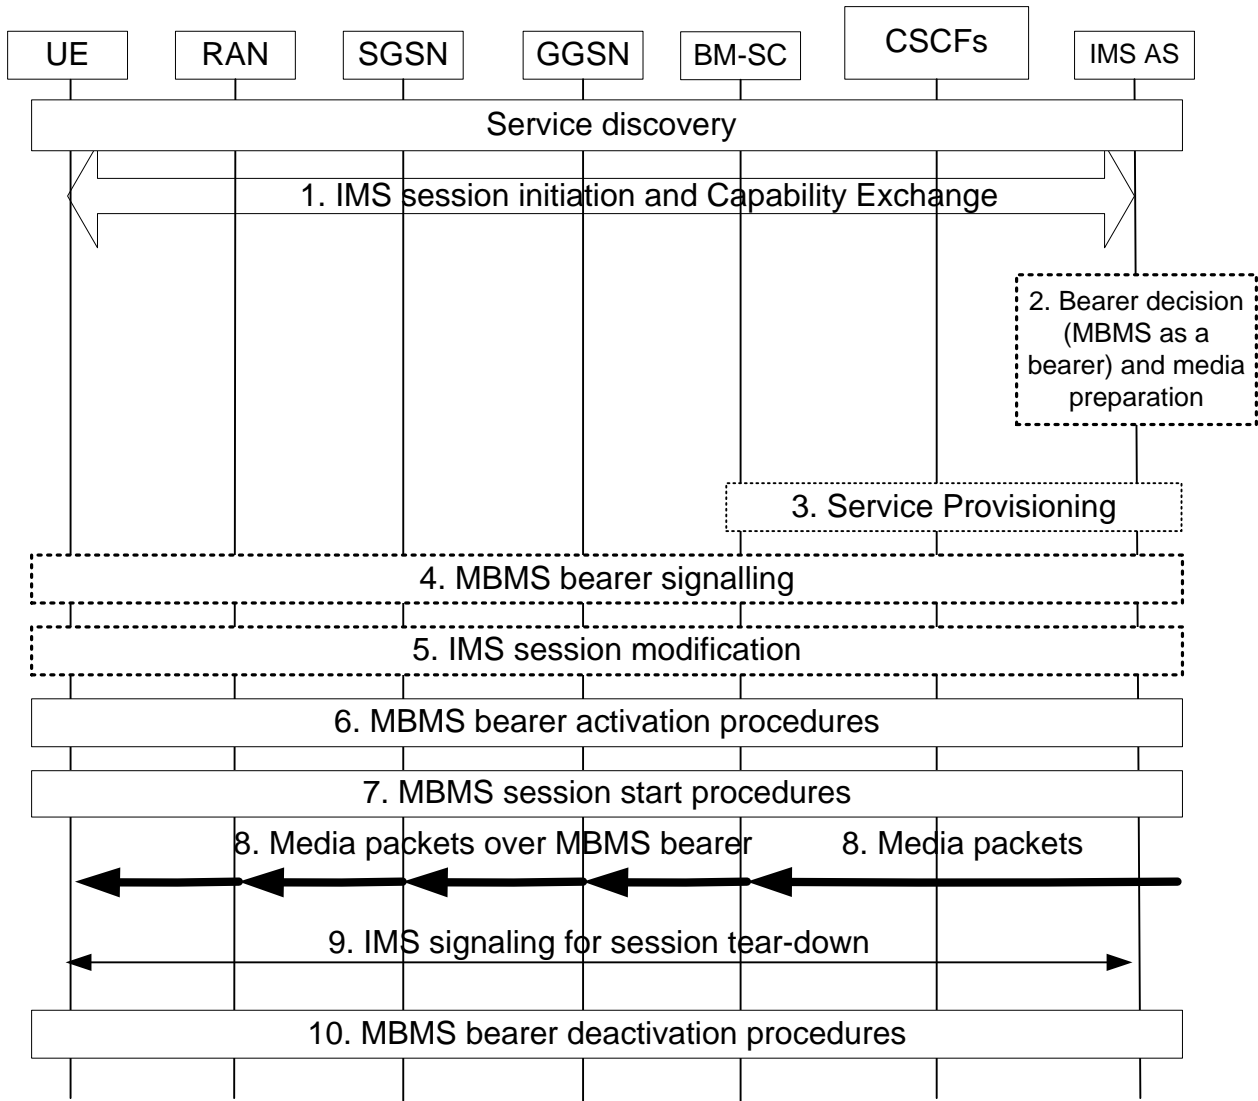 UE
RAN
SGSN
GGSN
BM-SC
CSCFs
IMS AS
Service discovery
1. IMS session initiation and Capability Exchange
2. Bearer decision
(MBMS as a
bearer) and media
preparation
3. Service Provisioning
4. MBMS bearer signalling
5. IMS session modification
6. MBMS bearer activation procedures
7. MBMS session start procedures
8. Media packets over MBMS bearer
8. Media packets
9. IMS signaling for session tear-down
10. MBMS bearer deactivation procedures